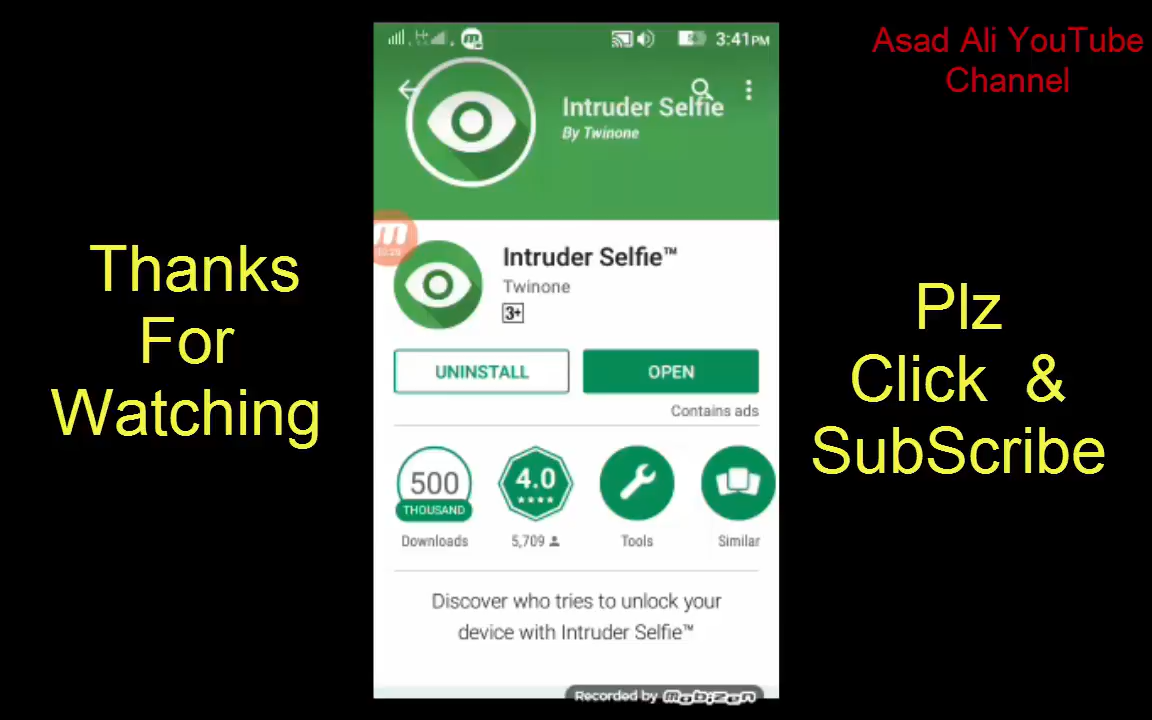 Asad Ali YouTube
Channel
3:41PM
Intruder Selfie
By Twinone
Thanks
For
Watching
Intruder Selfie™
Twinone
3+
UNINSTALL
OPEN
Contains ads
Plz
Click &
SubScribe
500
THOUSAND
Downloads
4.0
5,709
Tools
Similar
Discover who tries to unlock your
device with Intruder Selfie™
Recorded by mobizen